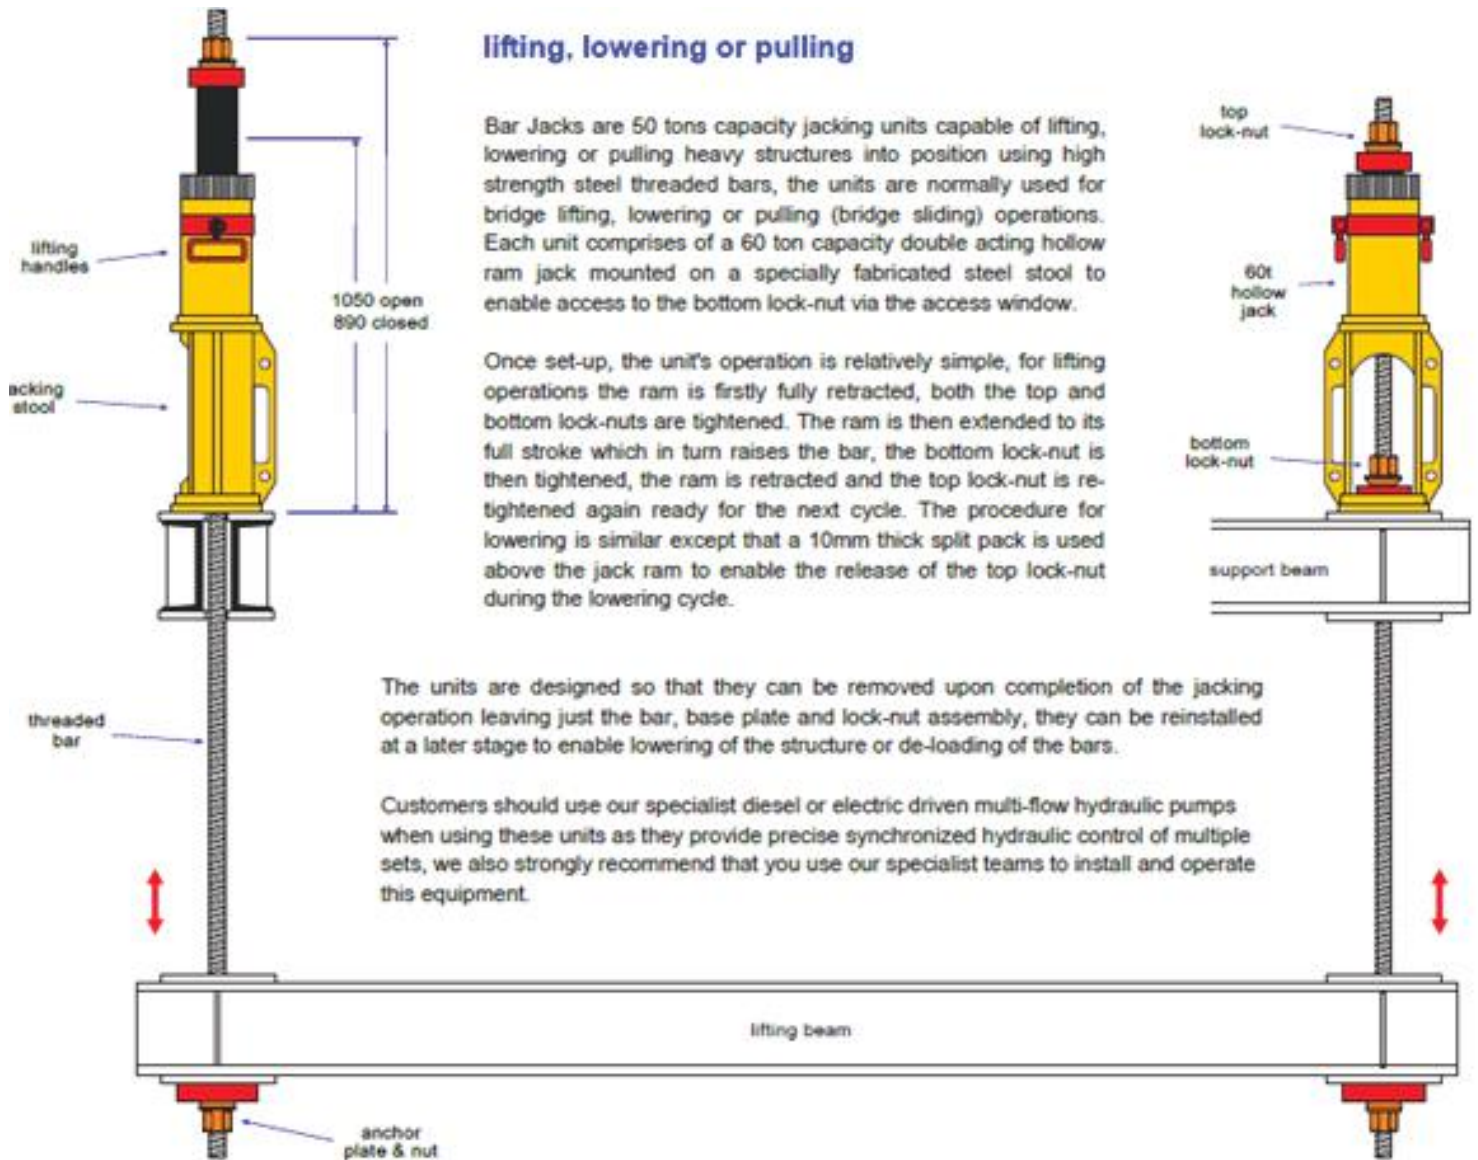 lifting, lowering or pulling
Bar Jacks are 50 tons capacity jacking units capable of lifting,
lowering or pulling heavy structures into position using high
strength steel threaded bars, the units are normally used for
bridge lifting, lowering or pulling (bridge sliding) operations.
Each unit comprises of a 60 ton capacity double acting hollow
ram jack mounted on a specially fabricated steel stool to
enable access to the bottom lock-nut via the access window.
Once set-up, the unit's operation is relatively simple, for lifting
operations the ram is firstly fully retracted, both the top and
bottom lock-nuts are tightened. The ram is then extended to its
full stroke which in turn raises the bar, the bottom lock-nut is
then tightened, the ram is retracted and the top lock-nut is re-
tightened again ready for the next cycle. The procedure for
lowering is similar except that a 10mm thick split pack is used
above the jack ram to enable the release of the top lock-nut
during the lowering cycle.
The units are designed so that they can be removed upon completion of the jacking
operation leaving just the bar, base plate and lock-nut assembly, they can be reinstalled
at a later stage to enable lowering of the structure or de-loading of the bars.
Customers should use our specialist diesel or electric driven multi-flow hydraulic pumps
when using these units as they provide precise synchronized hydraulic control of multiple
sets, we also strongly recommend that you use our specialist teams to install and operate
this equipment.
lifting
handles
1050 open
890 closed
acking
stool
threaded
bar
top
lock-nut
60t
hollow
jack
bottom
lock-nut
support beam
lifting beam
anchor
plate & nut